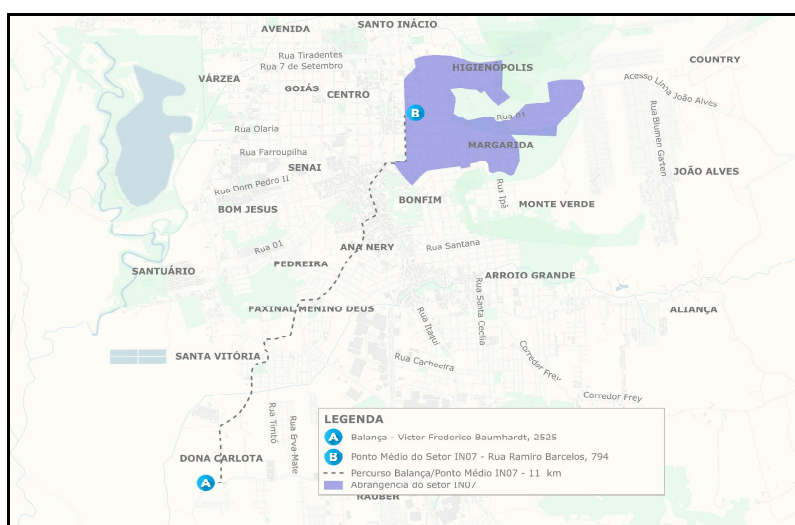 SANTO INÁCIO
AVENIDA
Rua Tiradentes
Rua 7 de Setembro
HIGIENÓPOLIS
COUNTRY
VÁRZEA
GOIÁS
CENTRO
Acesso Linha João Alves
B
Rua 01
Rua Blumen Garten
Rua Olaria
MARGARIDA
Rua Farroupilha
SENAI
JOÃO ALVES
Rua Dom Pedro II
Rua Ipê
BONFIM
MONTE VERDE
BOM JESUS
Rua 01
ANA NERY
Rua Santana
PEDREIRA
SANTUÁRIO
ARROIO GRANDE
Rua Santa Cecília
FAXINAL MENINO DEUS
ALIANÇA
Rua Itaqui
SANTA VITÓRIA
Rua Cachoeira
Corredor Frey
Corredor Frey
Rua Timbó
Rua Erva-Mate
DONA CARLOTA
A
LEGENDA
A Balança - Victor Frederico Baumhardt, 2525
B Ponto Médio do Setor IN07 - Rua Ramiro Barcelos, 794
Percurso Balança/Ponto Médio IN07 - 11 km
Abrangência do setor IN07
RAUBER